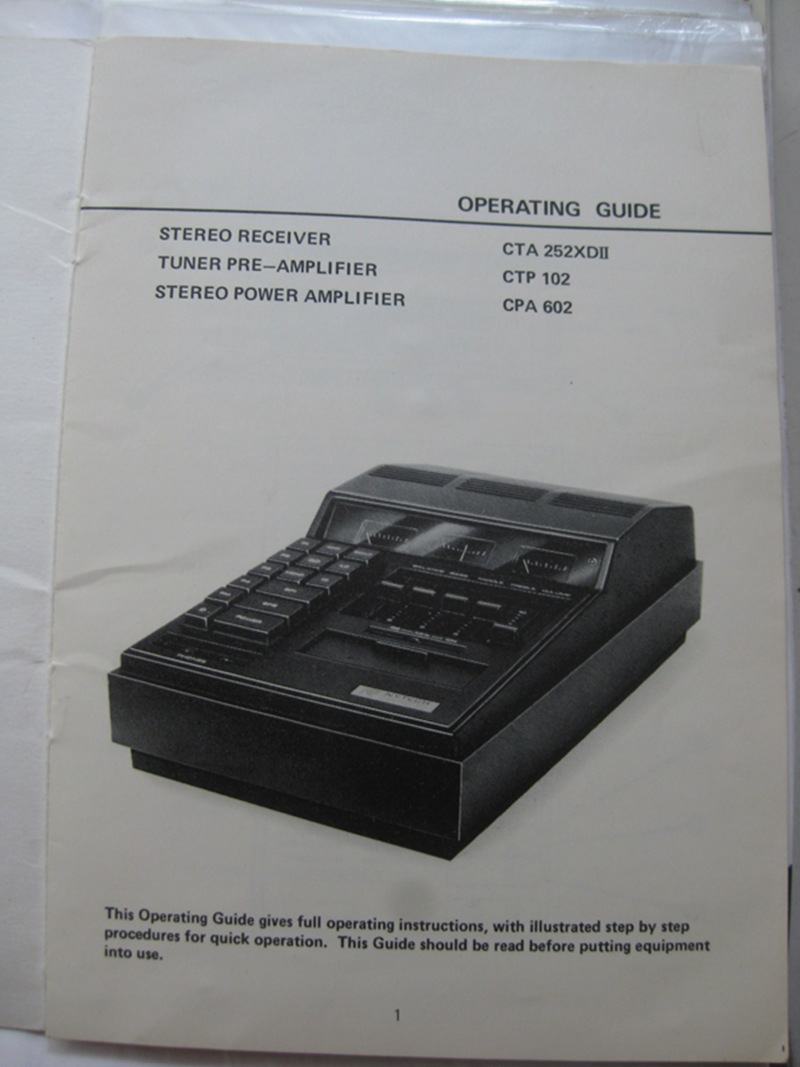 OPERATING GUIDE
STEREO RECEIVER CTA 252XDII
TUNER PRE—AMPLIFIER CTP 102
STEREO POWER AMPLIFIER CPA 602
This Operating Guide gives full operating instructions, with illustrated step by step
procedures for quick operation. This Guide should be read before putting equipment
into use.
1